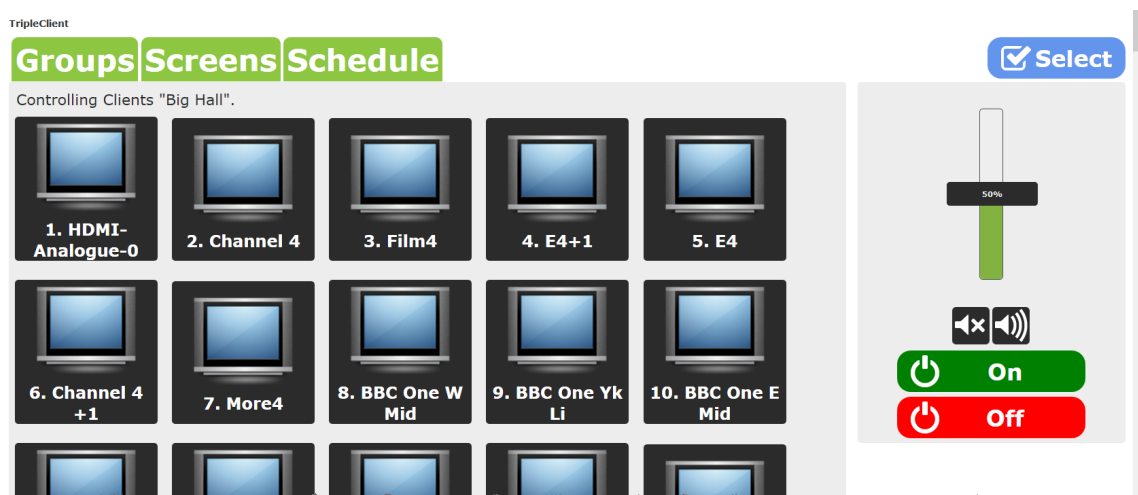 TripleClient
Groups Screens Schedule
Select
Controlling Clients "Big Hall".
1. HDMI-
Analogue-0
2. Channel 4
3. Film4
4. E4+1
5. E4
50%
6. Channel 4
+1
7. More4
8. BBC One W
Mid
9. BBC One Yk
Li
10. BBC One E
Mid
On
Off